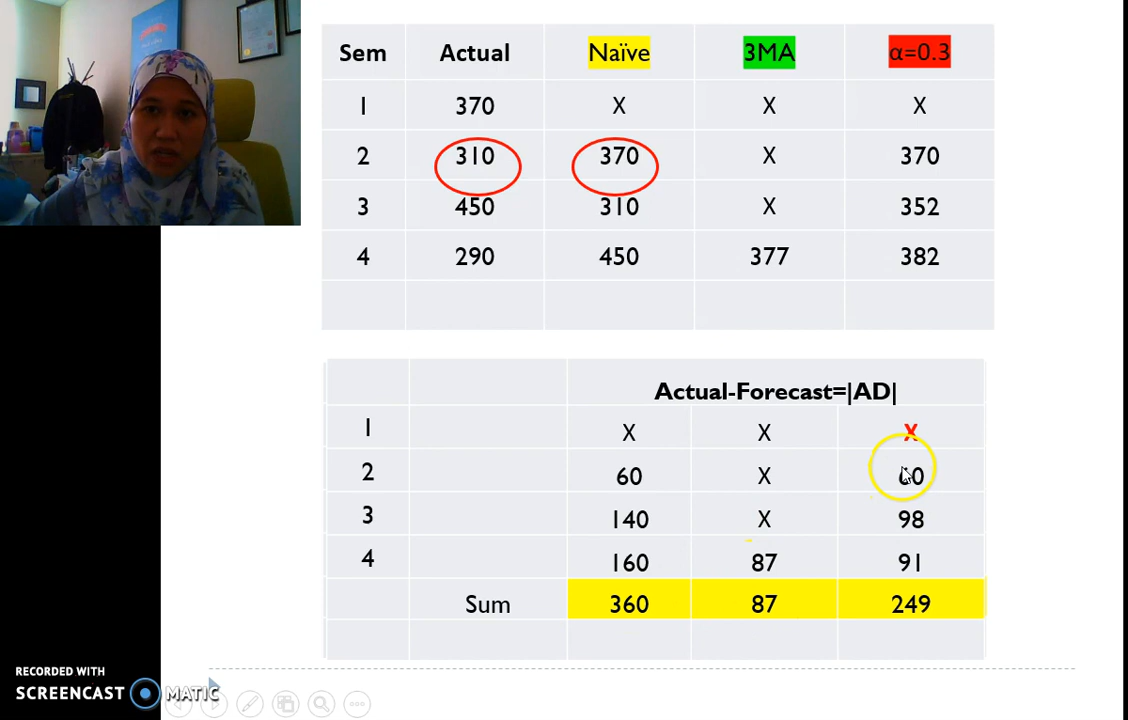 Sem Actual Naïve 3MA α=0.3
1 370 X X X
2 310 370 X 370
3 450 310 X 352
4 290 450 377 382
Actual-Forecast=|AD|
1 X X X
2 60 X 60
3 140 X 98
4 160 87 91
Sum 360 87 249
RECORDED WITH
SCREENCAST MATIC